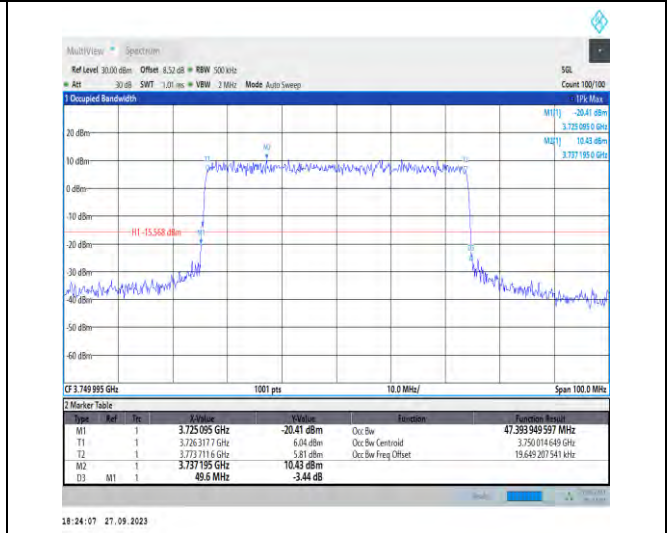 MultiView Spectrum
Ref Level 30.00 dBm Offset 8.52 dB RBW 500 kHz SGL
Att 30 dB SWT 1.01 ms VBW 2 MHz Mode Auto Sweep Count 100/100
1 Occupied Bandwidth 1Pk Max
M1[1] -20.41 dBm
3.725 095 0 GHz
M2[1] 10.43 dBm
3.737 195 0 GHz
20 dBm
M2
T1 T2
10 dBm
0 dBm
-10 dBm
H1 -15.568 dBm M1
-20 dBm
-30 dBm
-40 dBm
-50 dBm
-60 dBm
CF 3.749 995 GHz 1001 pts 10.0 MHz/ Span 100.0 MHz
2 Marker Table
Type Ref Trc X-Value Y-Value Function Function Result
M1 1 3.725 095 GHz -20.41 dBm Occ Bw 47.393 949 597 MHz
T1 1 3.726 317 7 GHz 6.04 dBm Occ Bw Centroid 3.750 014 649 GHz
T2 1 3.773 711 6 GHz 5.81 dBm Occ Bw Freq Offset 19.649 207 541 kHz
M2 1 3.737 195 GHz 10.43 dBm
D3 M1 1 49.6 MHz -3.44 dB
18:24:07 27.09.2023